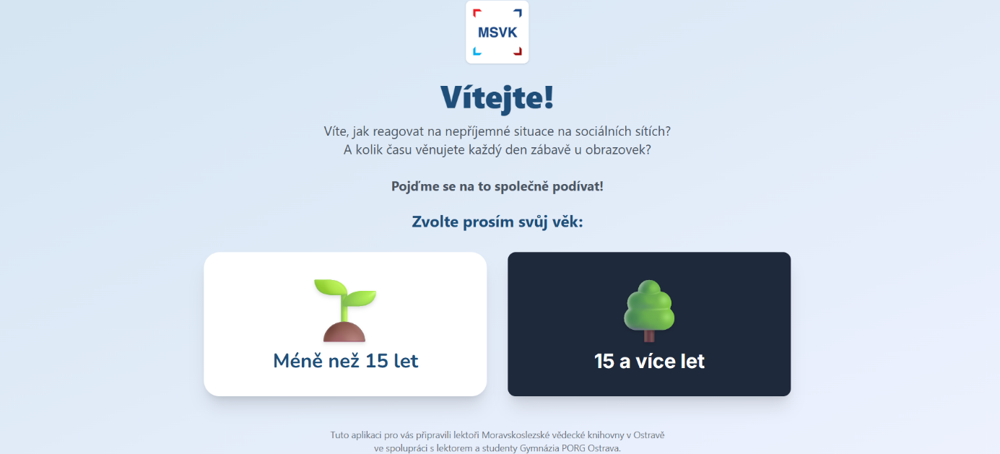 MSVK
Vítejte!
Víte, jak reagovat na nepříjemné situace na sociálních sítích?
A kolik času věnujete každý den zábavě u obrazovek?
Pojďme se na to společně podívat!
Zvolte prosím svůj věk:
Méně než 15 let
15 a více let
Tuto aplikaci pro vás připravili lektoři Moravskoslezské vědecké knihovny v Ostravě
ve spolupráci s lektorem a studenty Gymnázia PORG Ostrava.